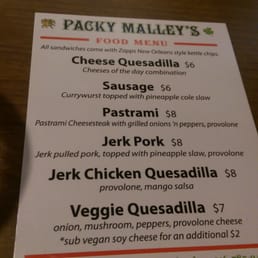 PACKY MALLEY'S
FOOD MENU
All sandwiches come with Zapps New Orleans style kettle chips.
Cheese Quesadilla $6
Cheeses of the day combination
Sausage $6
Currywurst topped with pineapple cole slaw
Pastrami $8
Pastrami Cheesesteak with grilled onions 'n peppers, provolone
Jerk Pork $8
Jerk pulled pork, topped with pineapple slaw, provolone
Jerk Chicken Quesadilla $8
provolone, mango salsa
Veggie Quesadilla $7
onion, mushroom, peppers, provolone cheese
*sub vegan soy cheese for an additional $2